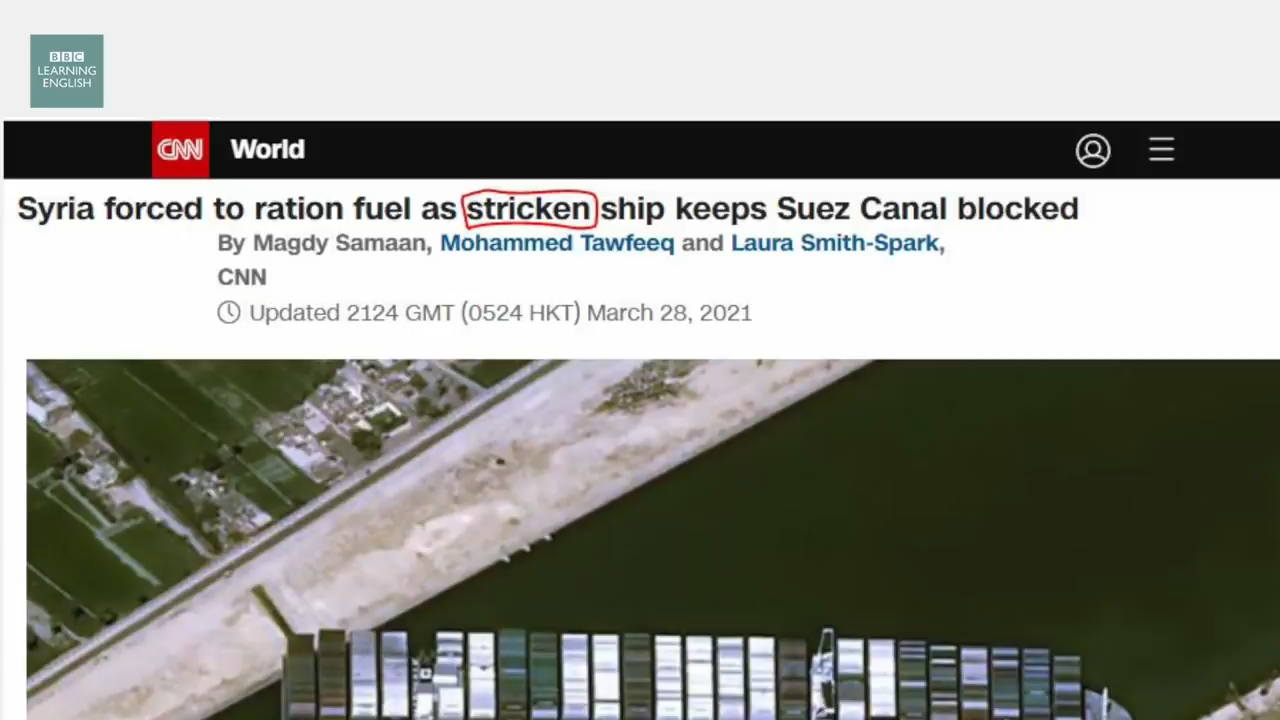 BBC
LEARNING
ENGLISH
CNN World
Syria forced to ration fuel as stricken ship keeps Suez Canal blocked
By Magdy Samaan, Mohammed Tawfeeq and Laura Smith-Spark,
CNN
Updated 2124 GMT (0524 HKT) March 28, 2021